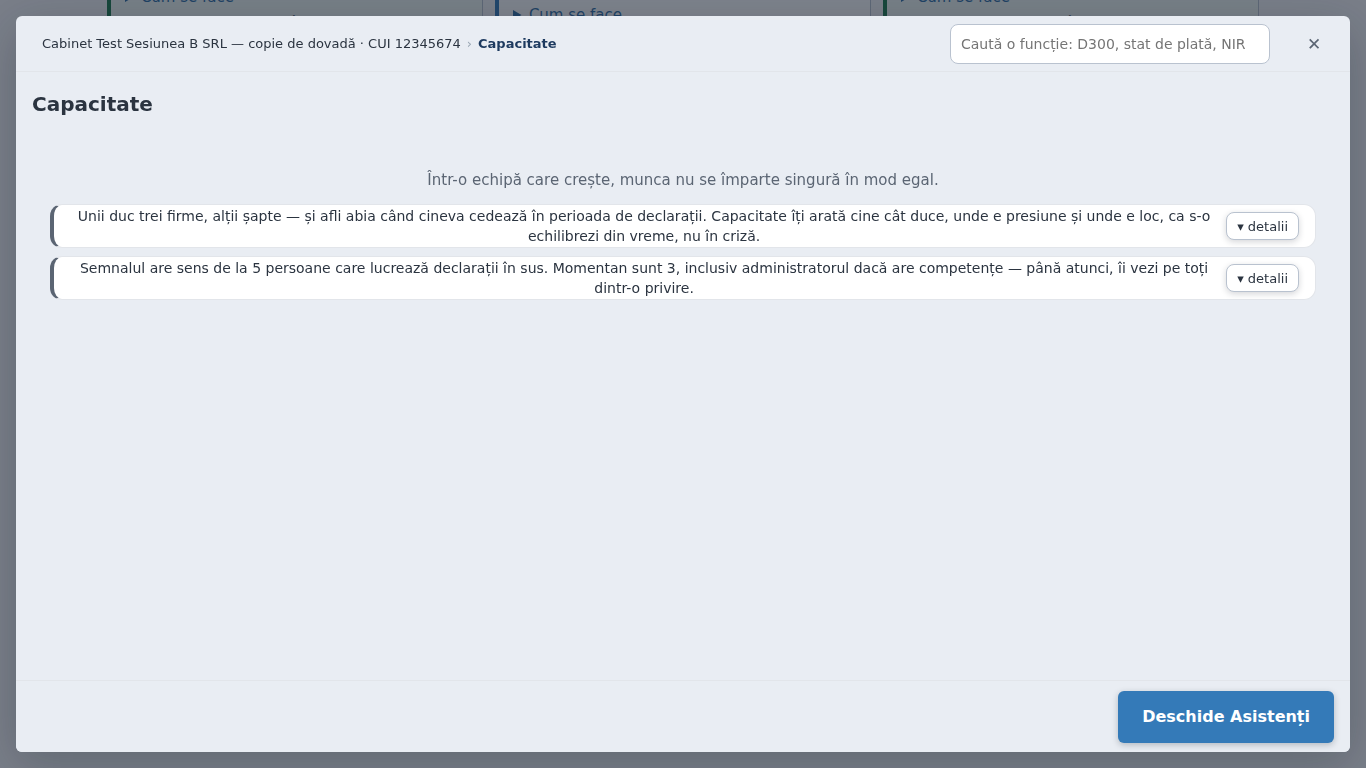 Cum se face
Cabinet Test Sesiunea B SRL — copie de dovadă · CUI 12345674 › Capacitate
Caută o funcție: D300, stat de plată, NIR
✕
Capacitate
Într-o echipă care crește, munca nu se împarte singură în mod egal.
Unii duc trei firme, alții șapte — și afli abia când cineva cedează în perioada de declarații. Capacitate îți arată cine cât duce, unde e presiune și unde e loc, ca s-o
echilibrezi din vreme, nu în criză.
▾ detalii
Semnalul are sens de la 5 persoane care lucrează declarații în sus. Momentan sunt 3, inclusiv administratorul dacă are competențe — până atunci, îi vezi pe toți
dintr-o privire.
▾ detalii
Deschide Asistenți